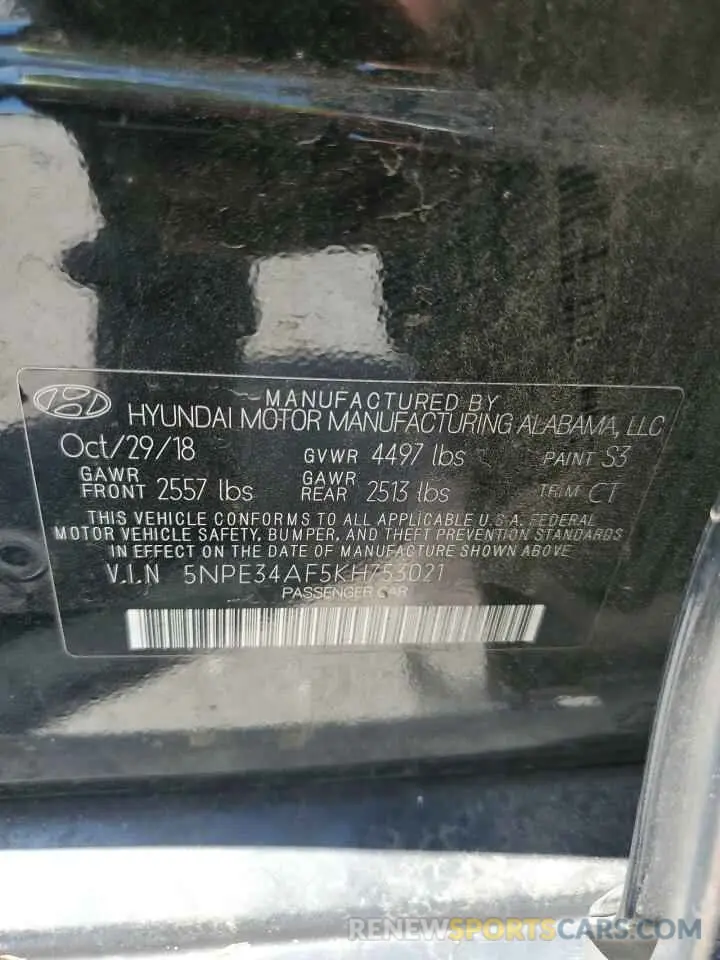 MANUFACTURED BY
HYUNDAI MOTOR MANUFACTURING ALABAMA, LLC
Oct/29/18 GVWR 4497 lbs PAINT S3
GAWR FRONT 2557 lbs GAWR REAR 2513 lbs TRIM CT
THIS VEHICLE CONFORMS TO ALL APPLICABLE U.S.A. FEDERAL
MOTOR VEHICLE SAFETY, BUMPER, AND THEFT PREVENTION STANDARDS
IN EFFECT ON THE DATE OF MANUFACTURE SHOWN ABOVE
V.I.N 5NPE34AF5KH753021
PASSENGER CAR
RENEWSPORTSCARS.COM